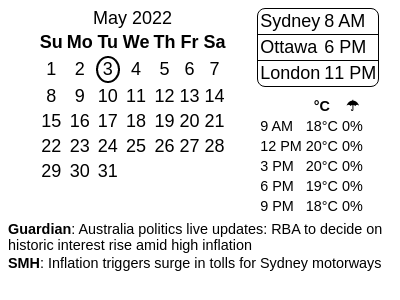 May 2022
Su Mo Tu We Th Fr Sa
1 2 3 4 5 6 7
8 9 10 11 12 13 14
15 16 17 18 19 20 21
22 23 24 25 26 27 28
29 30 31
Sydney 8 AM
Ottawa 6 PM
London 11 PM
°C ☂
9 AM 18°C 0%
12 PM 20°C 0%
3 PM 20°C 0%
6 PM 19°C 0%
9 PM 18°C 0%
Guardian: Australia politics live updates: RBA to decide on
historic interest rise amid high inflation
SMH: Inflation triggers surge in tolls for Sydney motorways